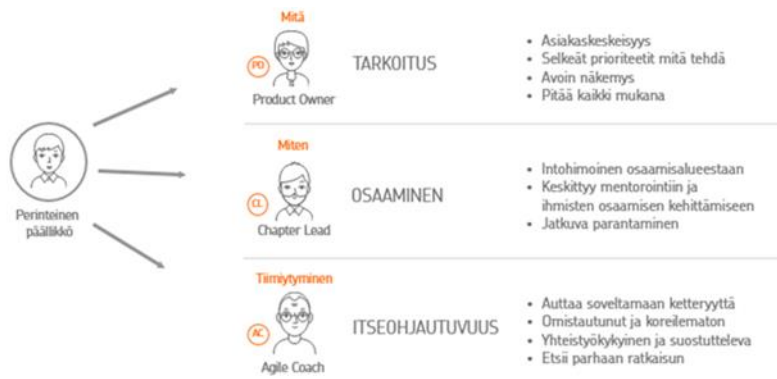 Perinteinen
päällikkö
Mitä
PO
Product Owner
TARKOITUS
• Asiakaskeskeisyys
• Selkeät prioriteetit mitä tehdä
• Avoin näkemys
• Pitää kaikki mukana
Miten
CL
Chapter Lead
OSAAMINEN
• Intohimoinen osaamisalueestaan
• Keskittyy mentorointiin ja
ihmisten osaamisen kehittämiseen
• Jatkuva parantaminen
Tiimiytyminen
AC
Agile Coach
ITSEOHJAUTUVUUS
• Auttaa soveltamaan ketteryyttä
• Omistautunut ja koreilematon
• Yhteistyökykyinen ja suostutteleva
• Etsii parhaan ratkaisun